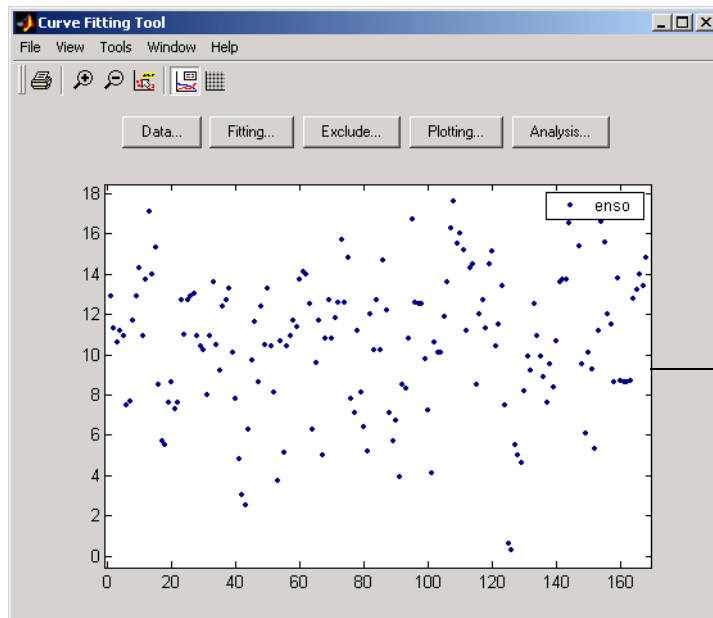 Curve Fitting Tool
File View Tools Window Help
Data... Fitting... Exclude... Plotting... Analysis...
enso
18
16
14
12
10
8
6
4
2
0
0 20 40 60 80 100 120 140 160